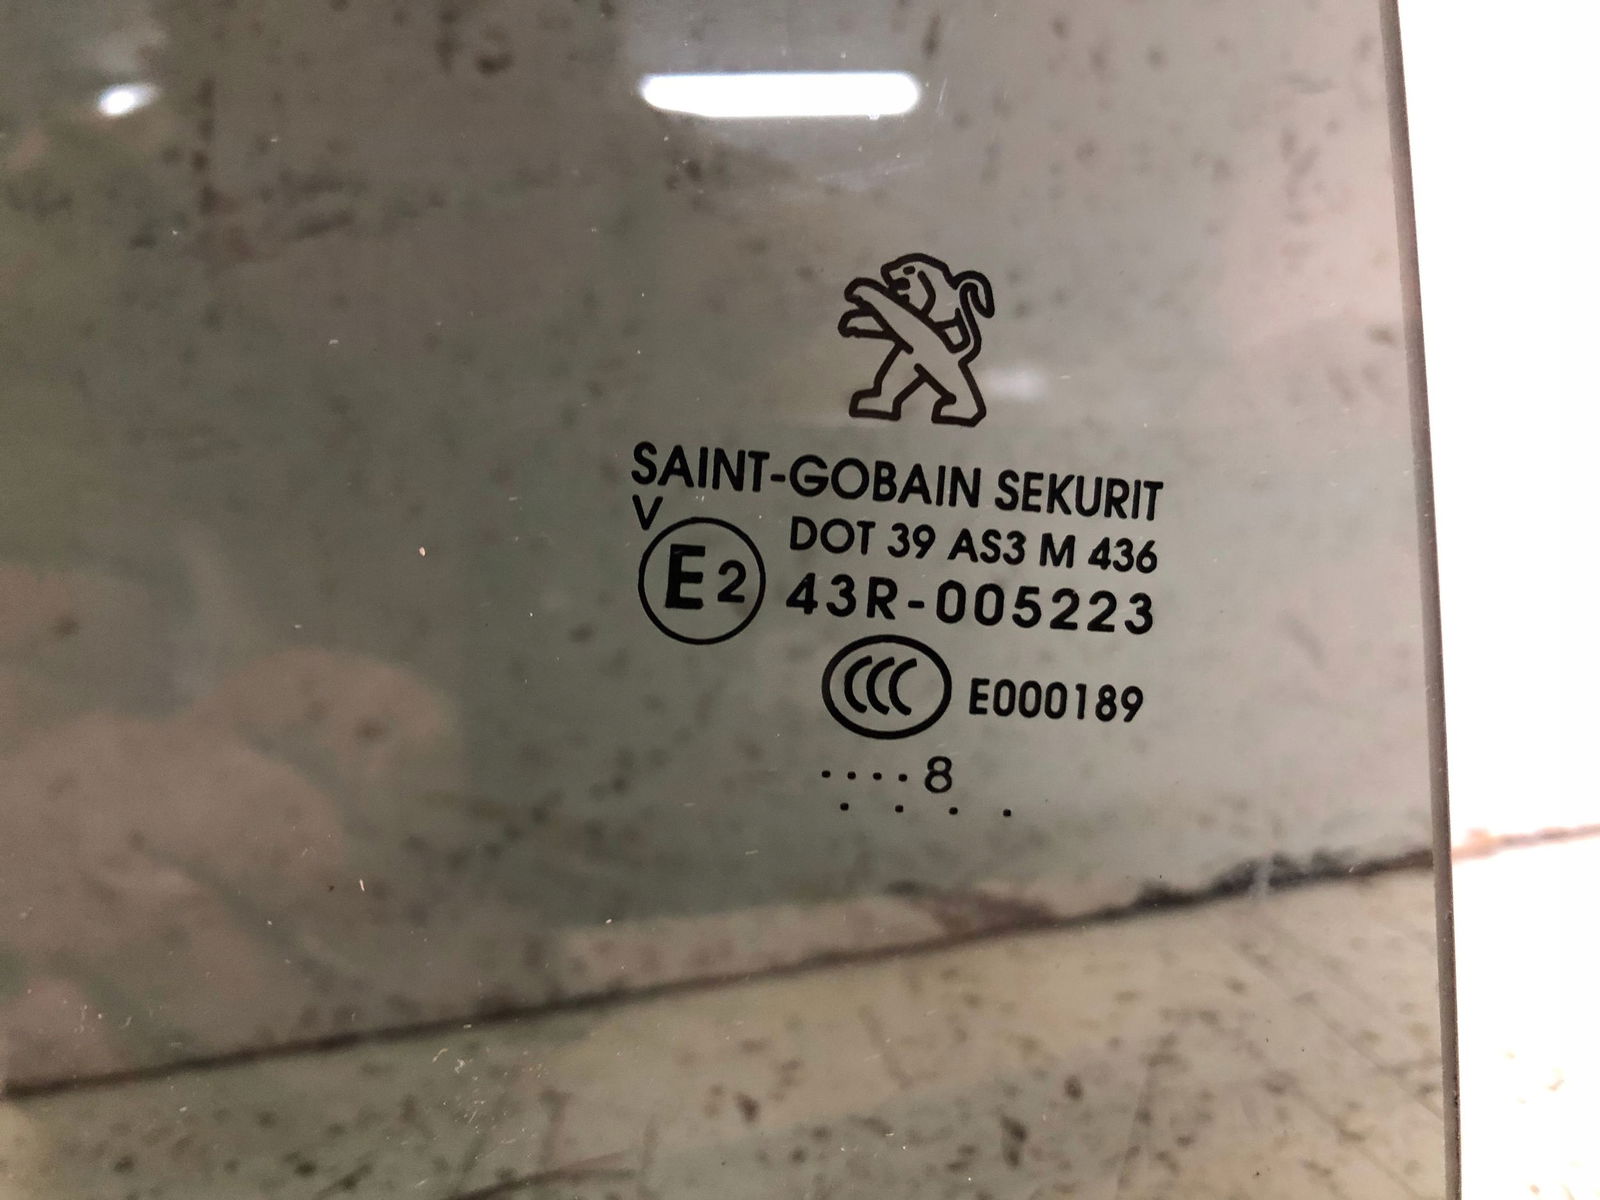 SAINT-GOBAIN SEKURIT
V
DOT 39 AS3 M 436
E2 43R-005223
CCC E000189
....8
. . . .